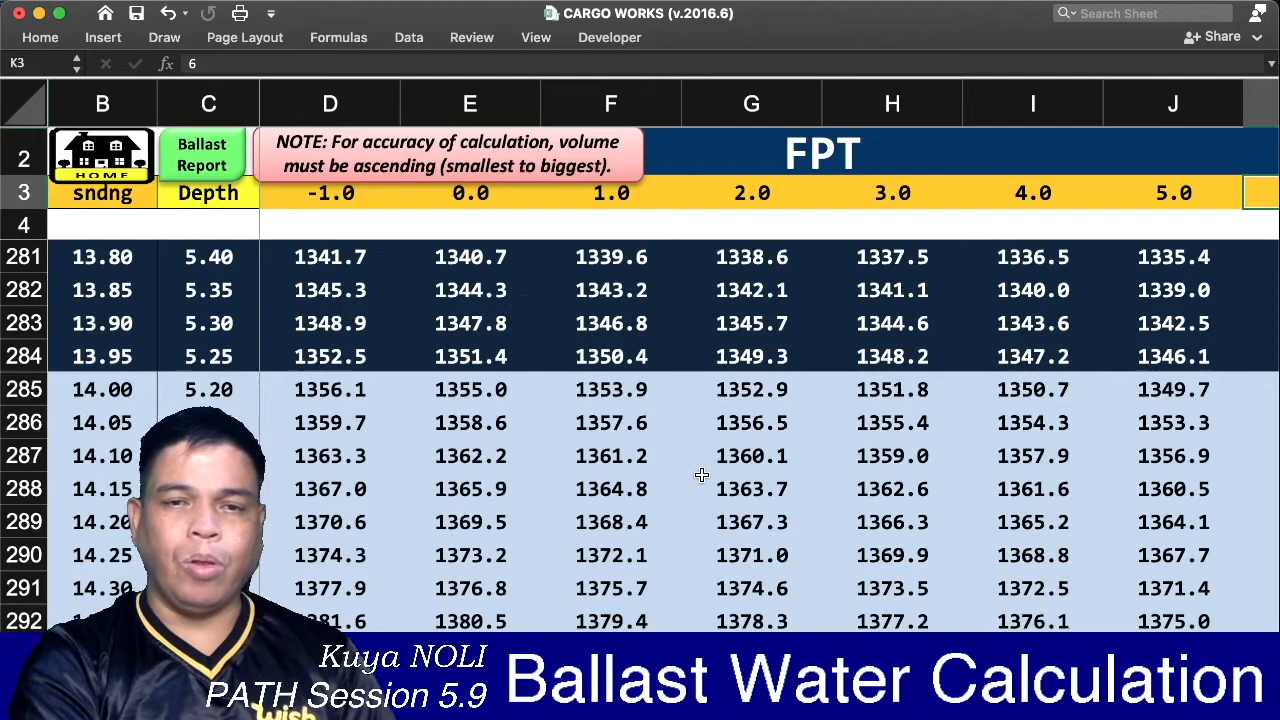 CARGO WORKS (v.2016.6)
Search Sheet
Home Insert Draw Page Layout Formulas Data Review View Developer Share
K3 fx 6
B C D E F G H I J
HOME
Ballast Report
NOTE: For accuracy of calculation, volume
must be ascending (smallest to biggest).
2 FPT
3 sndng Depth -1.0 0.0 1.0 2.0 3.0 4.0 5.0
4
281 13.80 5.40 1341.7 1340.7 1339.6 1338.6 1337.5 1336.5 1335.4
282 13.85 5.35 1345.3 1344.3 1343.2 1342.1 1341.1 1340.0 1339.0
283 13.90 5.30 1348.9 1347.8 1346.8 1345.7 1344.6 1343.6 1342.5
284 13.95 5.25 1352.5 1351.4 1350.4 1349.3 1348.2 1347.2 1346.1
285 14.00 5.20 1356.1 1355.0 1353.9 1352.9 1351.8 1350.7 1349.7
286 14.05 1359.7 1358.6 1357.6 1356.5 1355.4 1354.3 1353.3
287 14.10 1363.3 1362.2 1361.2 1360.1 1359.0 1357.9 1356.9
288 14.15 1367.0 1365.9 1364.8 1363.7 1362.6 1361.6 1360.5
289 14.20 1370.6 1369.5 1368.4 1367.3 1366.3 1365.2 1364.1
290 14.25 1374.3 1373.2 1372.1 1371.0 1369.9 1368.8 1367.7
291 14.30 1377.9 1376.8 1375.7 1374.6 1373.5 1372.5 1371.4
292 1380.5 1379.4 1378.3 1377.2 1376.1 1375.0
Kuya NOLI
PATH Session 5.9
Ballast Water Calculation
wish